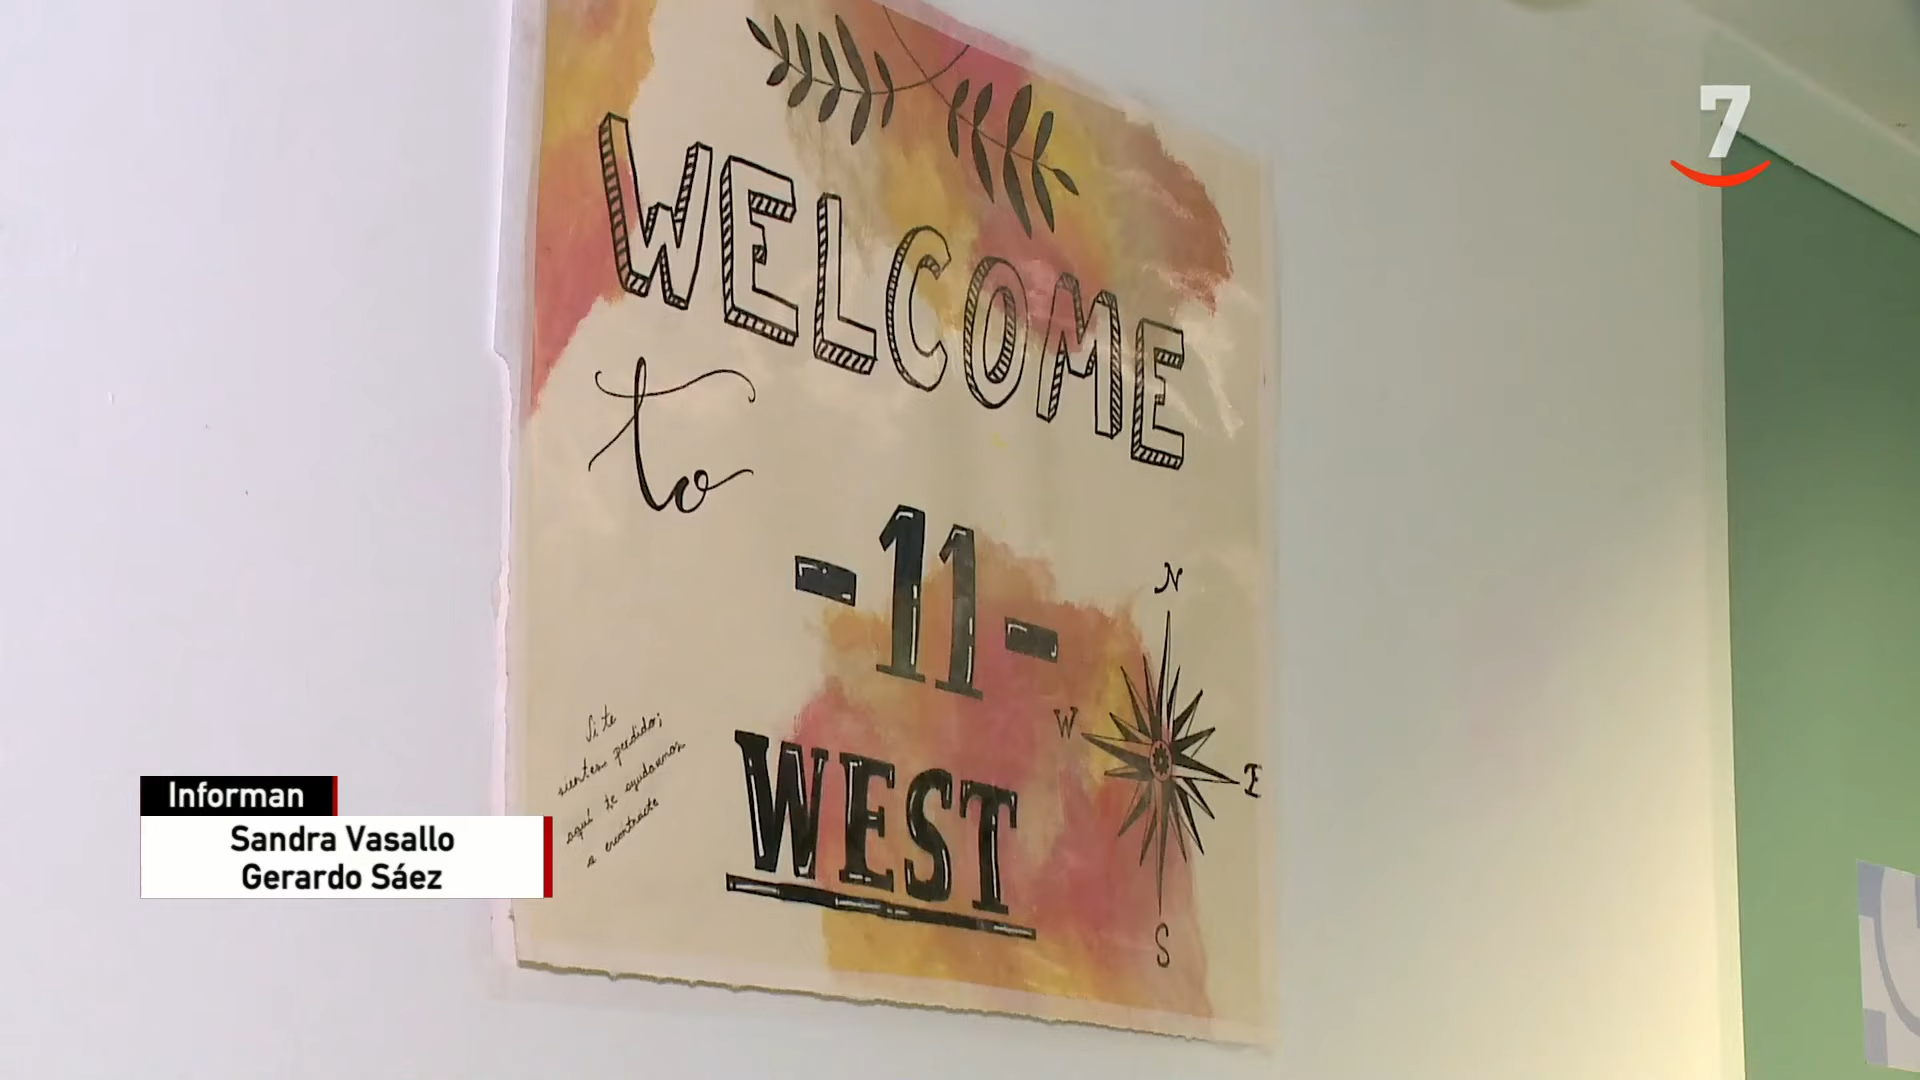 7
WELCOME
to
-11-
WEST
N
W
E
S
Si te
sientes perdido;
aquí te ayudamos
a encontrarte
Informan
Sandra Vasallo
Gerardo Sáez